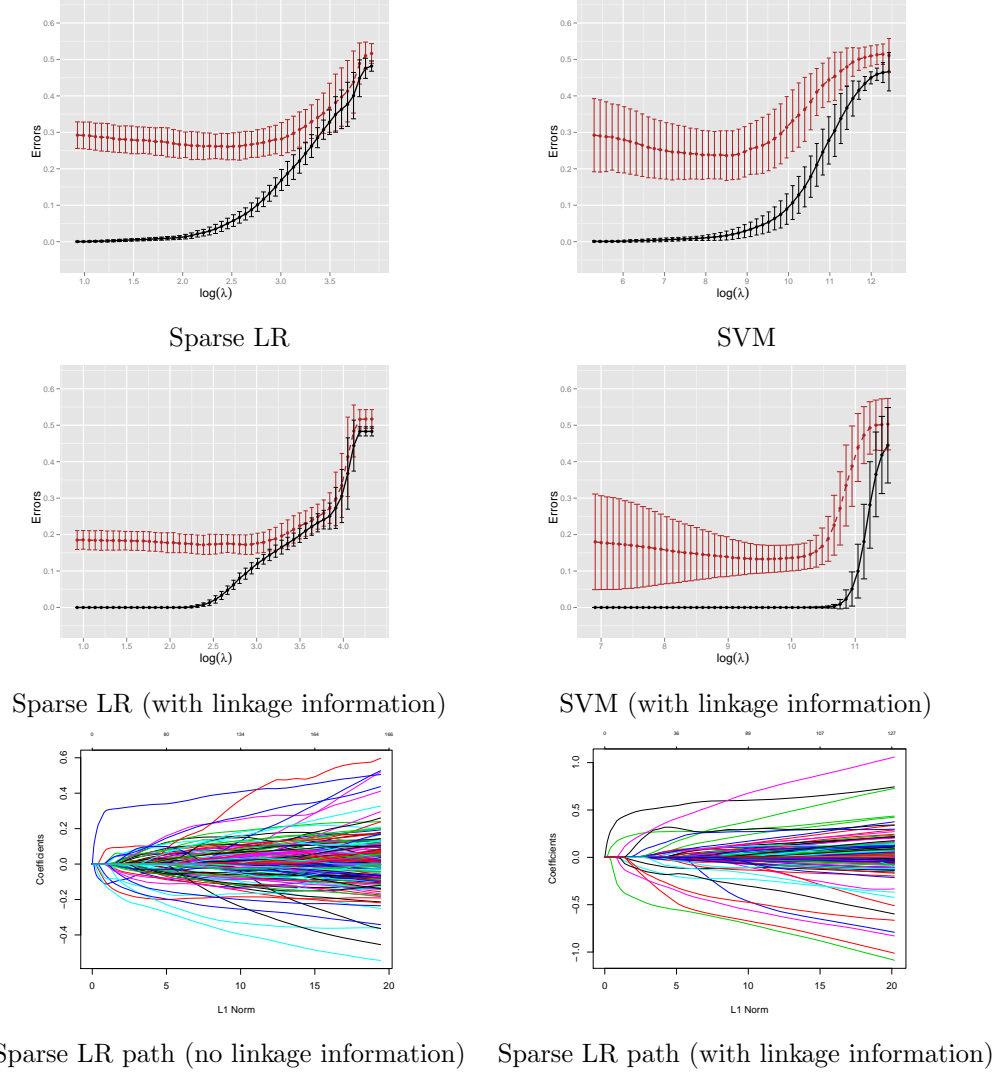 0.6
0.5
0.4
0.3
0.2
0.1
0.0
Errors
1.0 1.5 2.0 2.5 3.0 3.5
log(λ)
Sparse LR
0.6
0.5
0.4
0.3
0.2
0.1
0.0
Errors
6 7 8 9 10 11 12
log(λ)
SVM
0.6
0.5
0.4
0.3
0.2
0.1
0.0
Errors
1.0 1.5 2.0 2.5 3.0 3.5 4.0
log(λ)
Sparse LR (with linkage information)
0.6
0.5
0.4
0.3
0.2
0.1
0.0
Errors
7 8 9 10 11
log(λ)
SVM (with linkage information)
0 80 134 164 166
0.6
0.4
0.2
0.0
−0.2
−0.4
Coefficients
0 5 10 15 20
L1 Norm
Sparse LR path (no linkage information)
0 36 89 107 127
1.0
0.5
0.0
−0.5
−1.0
Coefficients
0 5 10 15 20
L1 Norm
Sparse LR path (with linkage information)